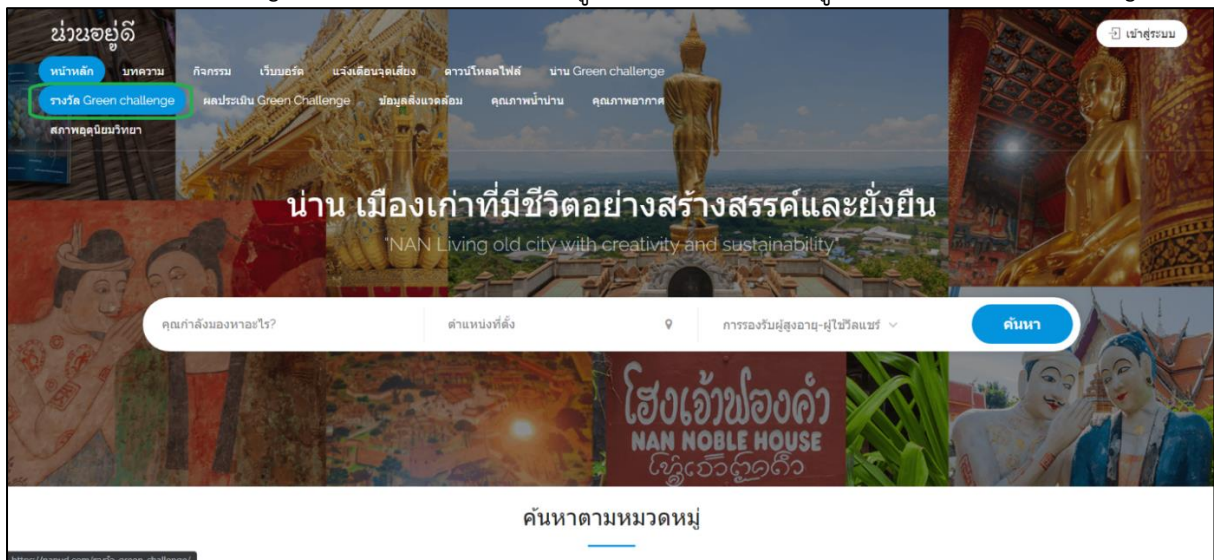 น่านอยู่ดี
เข้าสู่ระบบ
หน้าหลัก บทความ กิจกรรม เว็บบอร์ด แจ้งเตือนจุดเสี่ยง ดาวน์โหลดไฟล์ น่าน Green challenge
รางวัล Green challenge ผลประเมิน Green Challenge ข้อมูลสิ่งแวดล้อม คุณภาพน้ำน่าน คุณภาพอากาศ
สภาพอุตุนิยมวิทยา
น่าน เมืองเก่าที่มีชีวิตอย่างสร้างสรรค์และยั่งยืน
"NAN Living old city with creativity and sustainability"
คุณกำลังมองหาอะไร? ตำแหน่งที่ตั้ง การรองรับผู้สูงอายุ-ผู้ใช้วีลแชร์ ค้นหา
โฮงเจ้าฟองคำ
NAN NOBLE HOUSE
ค้นหาตามหมวดหมู่